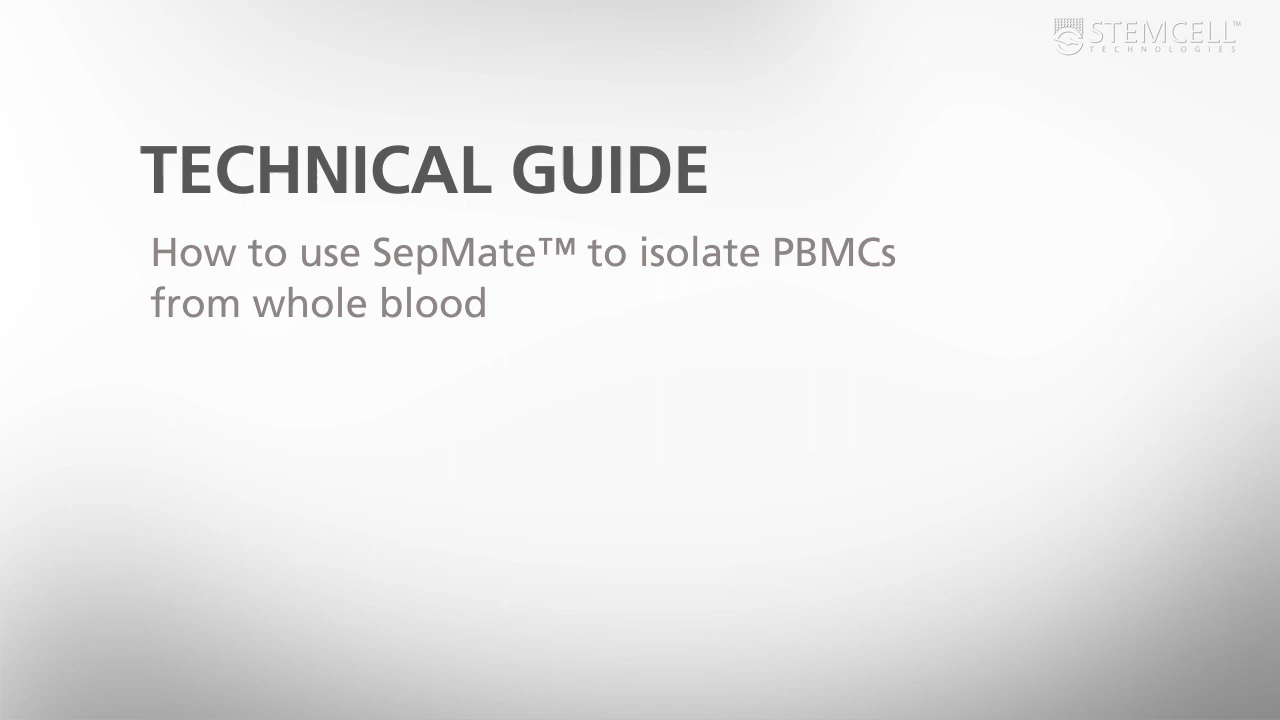 STEMCELL™
TECHNOLOGIES
TECHNICAL GUIDE
How to use SepMate™ to isolate PBMCs
from whole blood